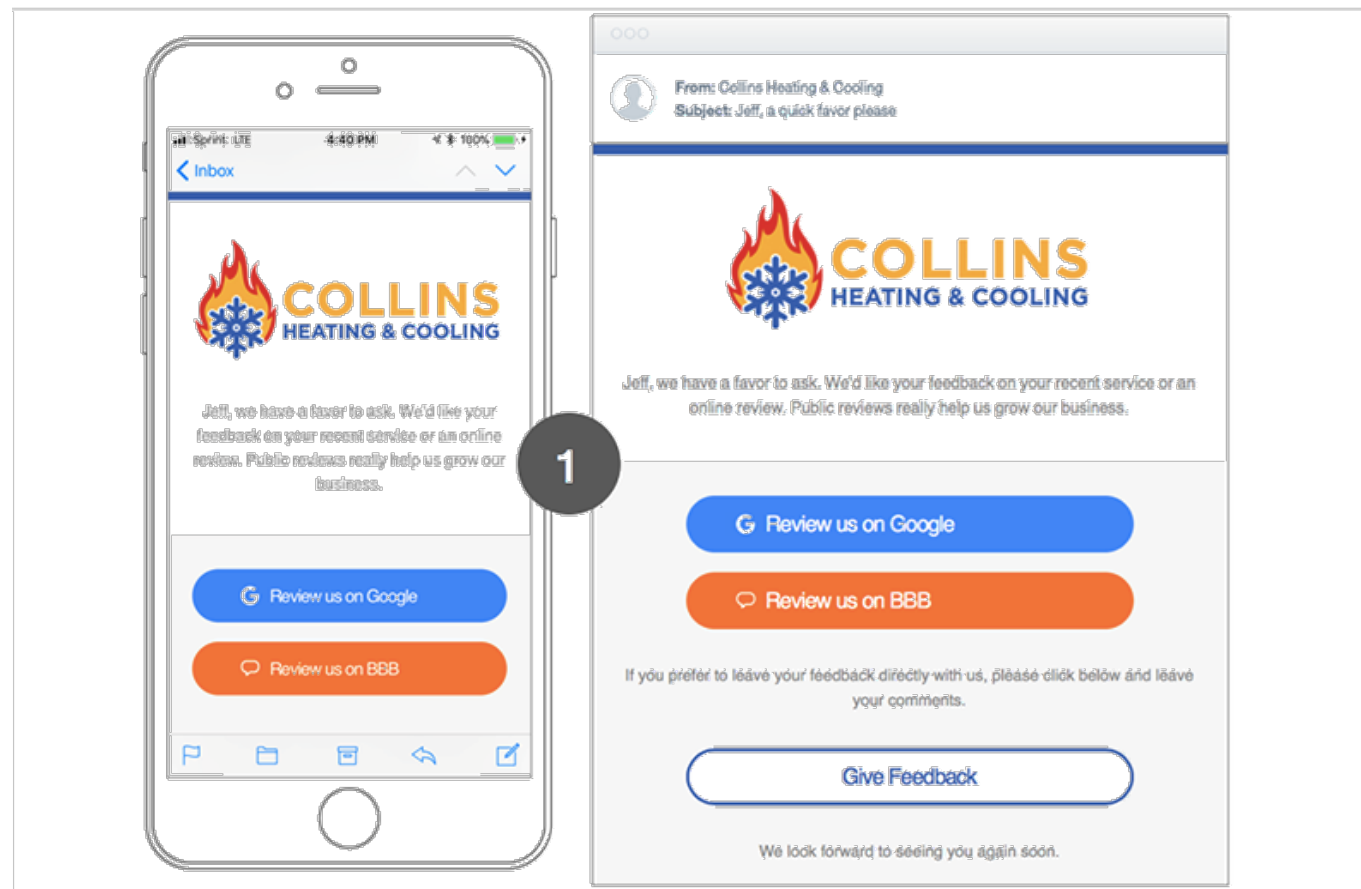 Sprint LTE 4:40 PM 100%
Inbox
COLLINS
HEATING & COOLING
Jeff, we have a favor to ask. We'd like your
feedback on your recent service or an online
review. Public reviews really help us grow our
business.
G Review us on Google
Review us on BBB
1
From: Collins Heating & Cooling
Subject: Jeff, a quick favor please
COLLINS
HEATING & COOLING
Jeff, we have a favor to ask. We'd like your feedback on your recent service or an
online review. Public reviews really help us grow our business.
G Review us on Google
Review us on BBB
If you prefer to leave your feedback directly with us, please click below and leave
your comments.
Give Feedback
We look forward to seeing you again soon.